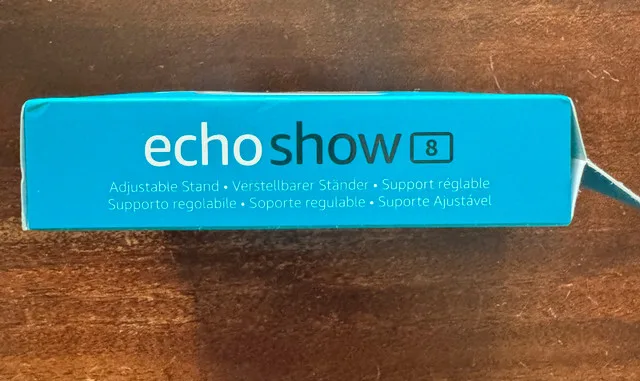 echo show 8
Adjustable Stand • Verstellbarer Ständer • Support réglable
Supporto regolabile • Soporte regulable • Suporte Ajustável